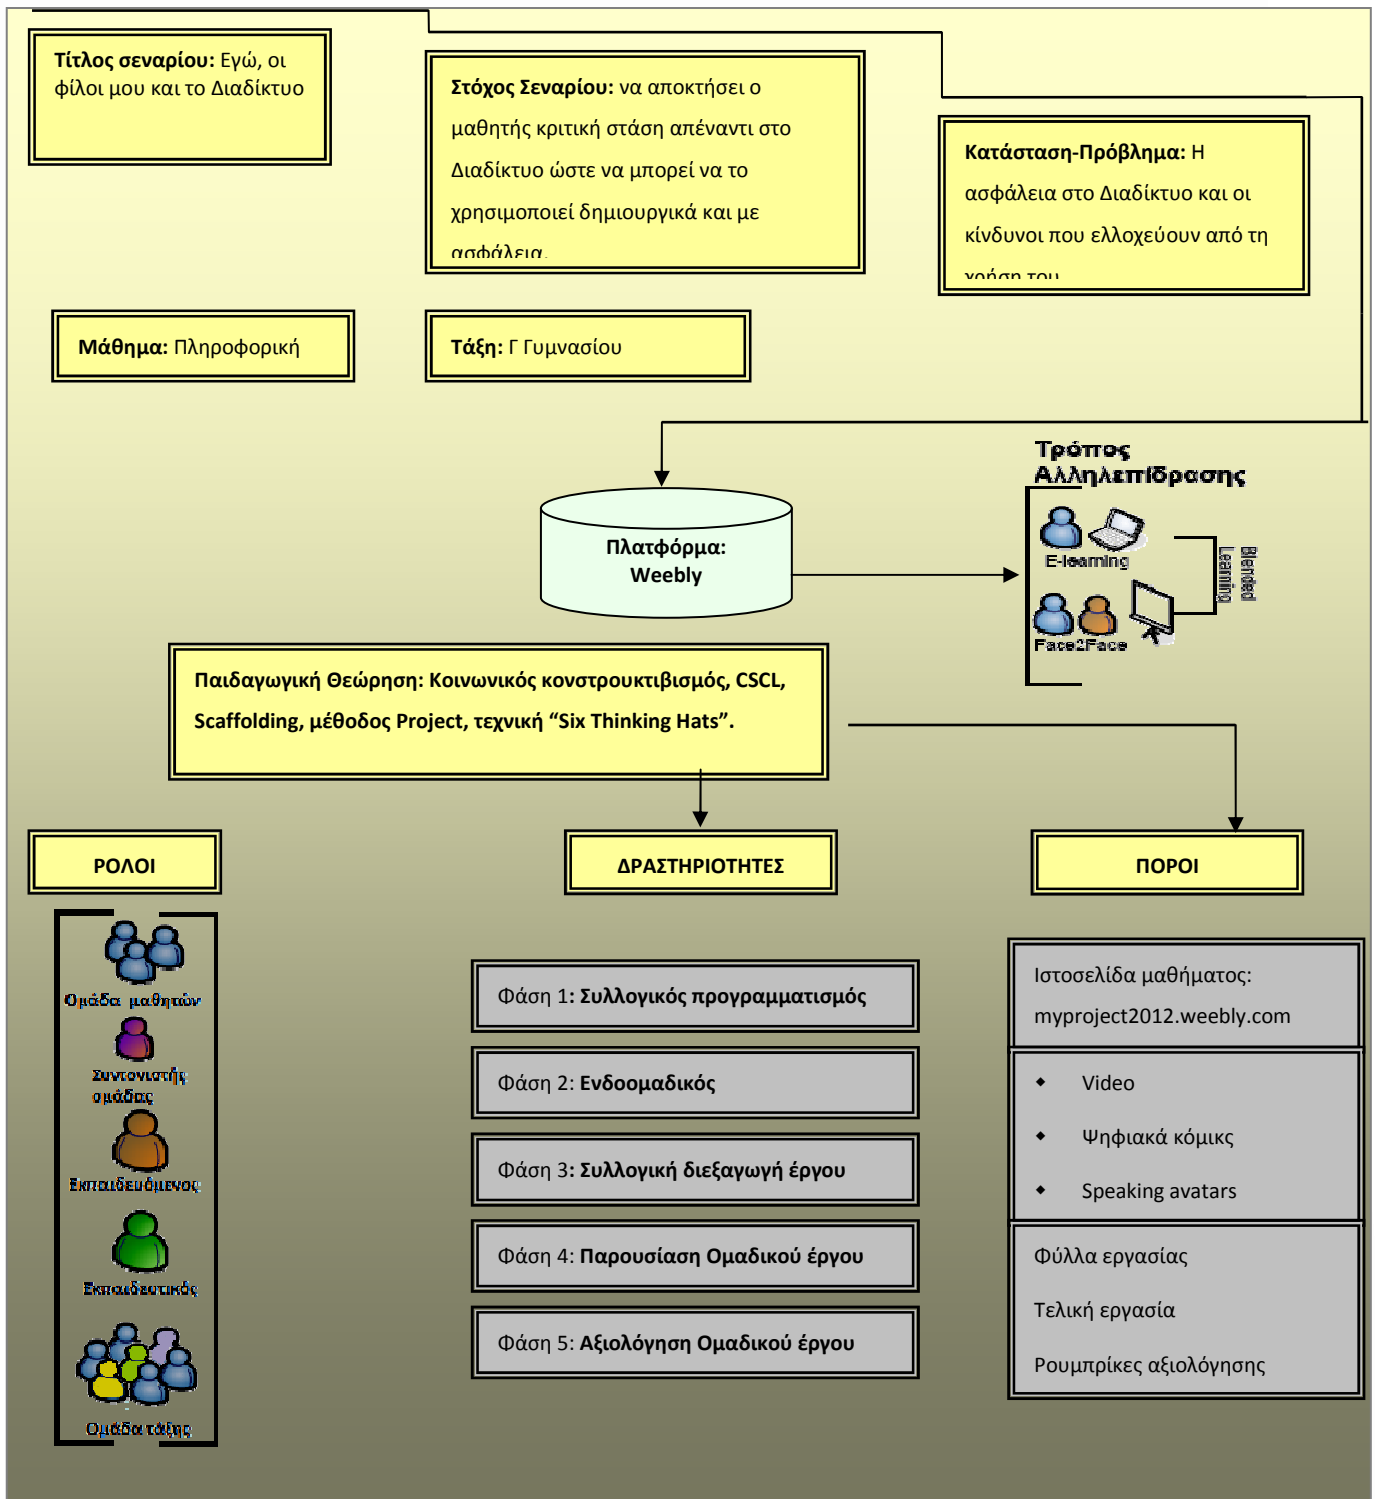 Τίτλος σεναρίου: Εγώ, οι
φίλοι μου και το Διαδίκτυο
Στόχος Σεναρίου: να αποκτήσει ο
μαθητής κριτική στάση απέναντι στο
Διαδίκτυο ώστε να μπορεί να το
χρησιμοποιεί δημιουργικά και με
ασφάλεια.
Κατάσταση-Πρόβλημα: Η
ασφάλεια στο Διαδίκτυο και οι
κίνδυνοι που ελλοχεύουν από τη
χρήση του
Μάθημα: Πληροφορική
Τάξη: Γ Γυμνασίου
Πλατφόρμα:
Weebly
Τρόπος
Αλληλεπίδρασης
E-learning
Face2Face
Blended
Learning
Παιδαγωγική Θεώρηση: Κοινωνικός κονστρουκτιβισμός, CSCL,
Scaffolding, μέθοδος Project, τεχνική “Six Thinking Hats”.
ΡΟΛΟΙ
Ομάδα μαθητών
Συντονιστής
ομάδας
Εκπαιδευόμενος
Εκπαιδευτικός
Ομάδα τάξης
ΔΡΑΣΤΗΡΙΟΤΗΤΕΣ
Φάση 1: Συλλογικός προγραμματισμός
Φάση 2: Ενδοομαδικός
Φάση 3: Συλλογική διεξαγωγή έργου
Φάση 4: Παρουσίαση Ομαδικού έργου
Φάση 5: Αξιολόγηση Ομαδικού έργου
ΠΟΡΟΙ
Ιστοσελίδα μαθήματος:
myproject2012.weebly.com
◆ Video
◆ Ψηφιακά κόμικς
◆ Speaking avatars
Φύλλα εργασίας
Τελική εργασία
Ρουμπρίκες αξιολόγησης